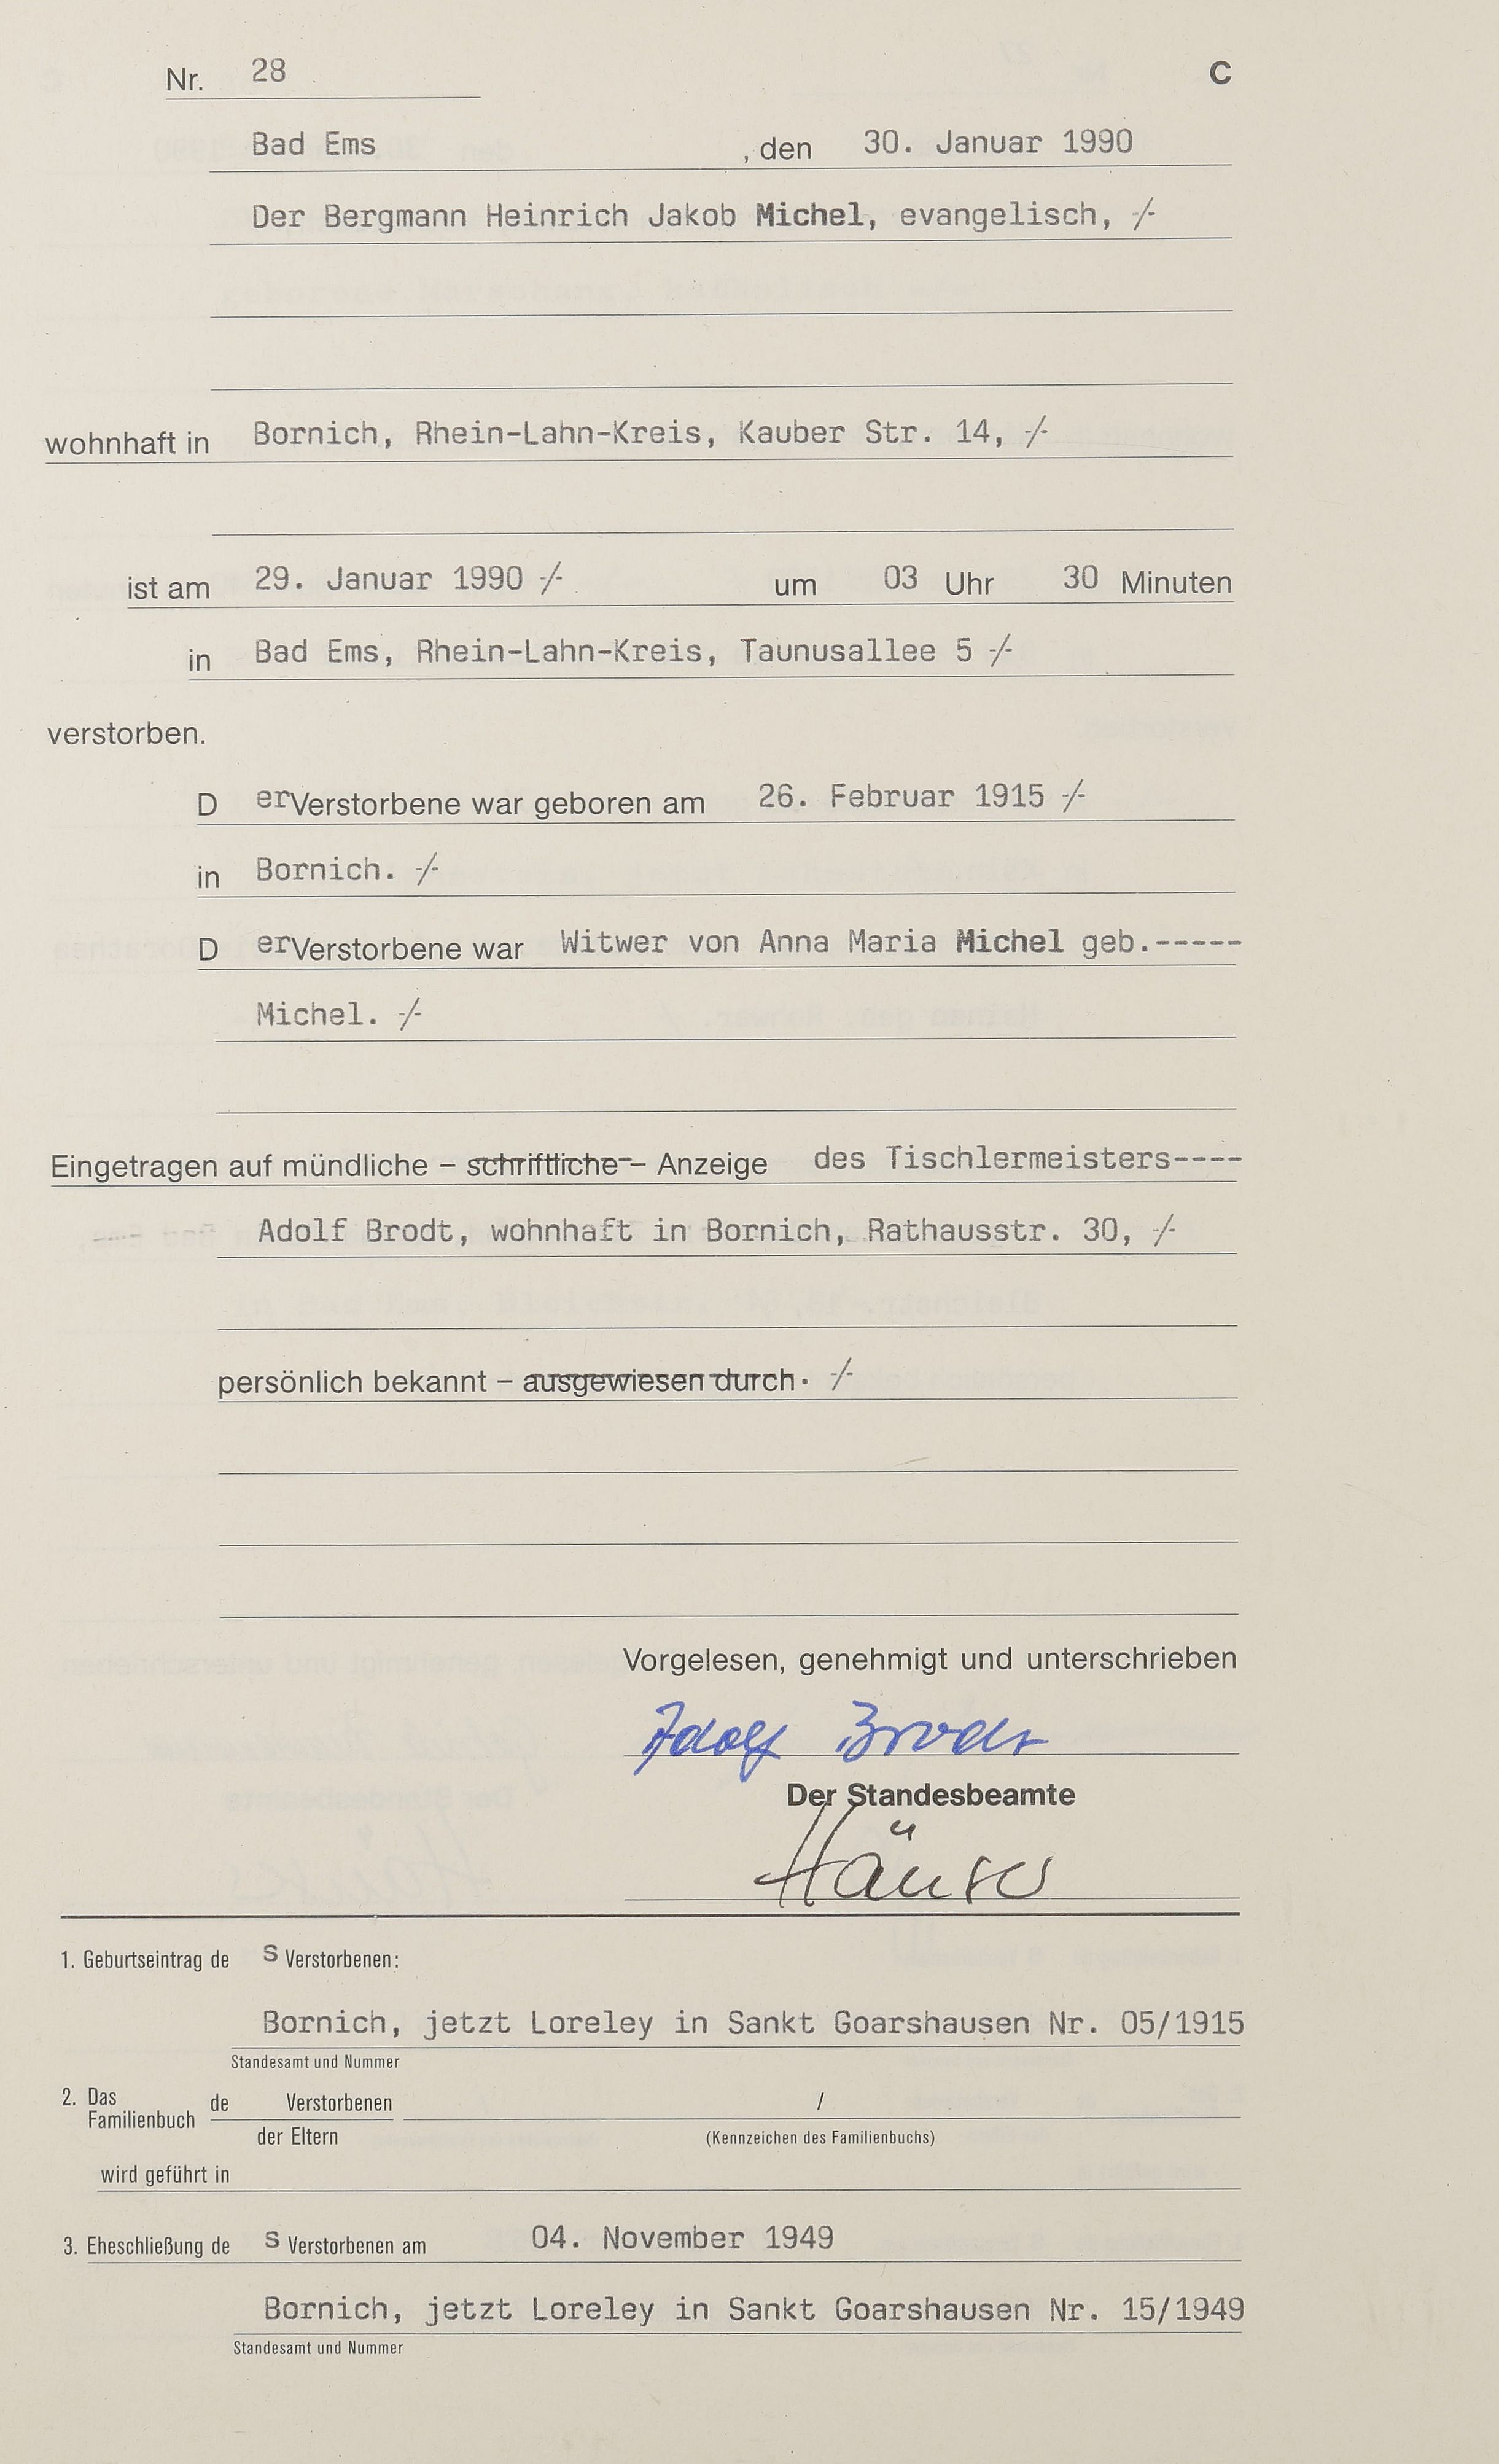 Nr. 28 C
Bad Ems , den 30. Januar 1990
Der Bergmann Heinrich Jakob Michel, evangelisch, -/-
wohnhaft in Bornich, Rhein-Lahn-Kreis, Kauber Str. 14, -/-
ist am 29. Januar 1990 -/- um 03 Uhr 30 Minuten
in Bad Ems, Rhein-Lahn-Kreis, Taunusallee 5 -/-
verstorben.
D er Verstorbene war geboren am 26. Februar 1915 -/-
in Bornich. -/-
D er Verstorbene war Witwer von Anna Maria Michel geb.-----
Michel. -/-
Eingetragen auf mündliche – schriftliche – Anzeige des Tischlermeisters----
Adolf Brodt, wohnhaft in Bornich, Rathausstr. 30, -/-
persönlich bekannt – ausgewiesen durch. -/-
Vorgelesen, genehmigt und unterschrieben
Adolf Brodt
Der Standesbeamte
1. Geburtseintrag de s Verstorbenen:
Bornich, jetzt Loreley in Sankt Goarshausen Nr. 05/1915
Standesamt und Nummer
2. Das Familienbuch de Verstorbenen /
der Eltern (Kennzeichen des Familienbuchs)
wird geführt in
3. Eheschließung de s Verstorbenen am 04. November 1949
Bornich, jetzt Loreley in Sankt Goarshausen Nr. 15/1949
Standesamt und Nummer